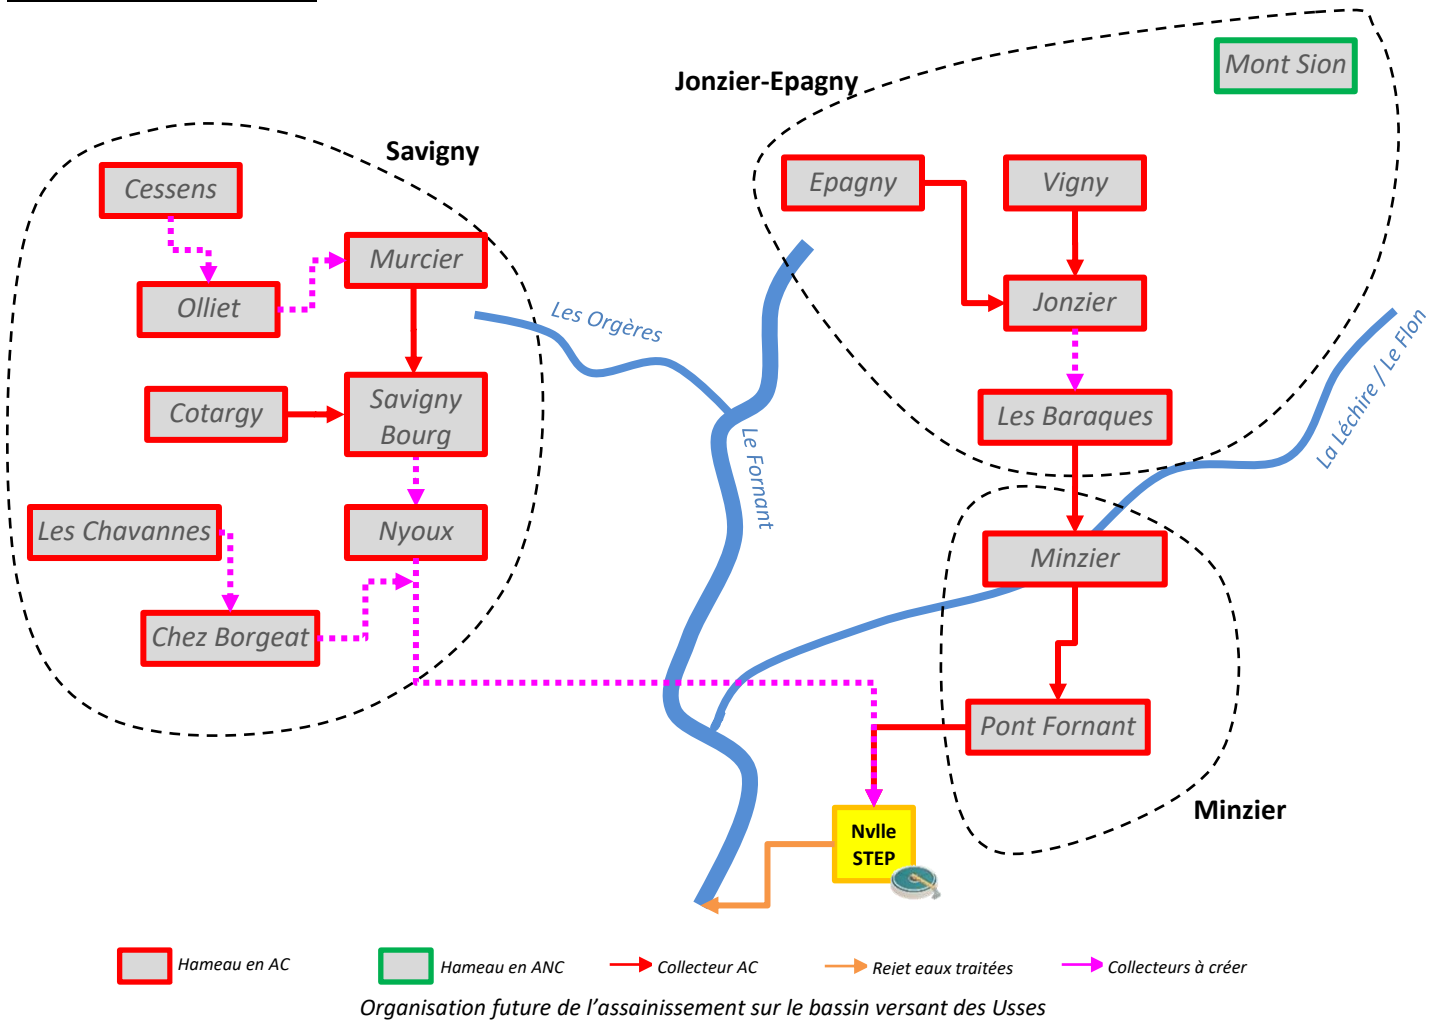 Jonzier-Epagny
Mont Sion
Savigny
Cessens
Epagny
Vigny
Murcier
Olliet
Jonzier
Les Orgères
La Léchire / Le Flon
Cotargy
Savigny
Bourg
Les Baraques
Le Fornant
Les Chavannes
Nyoux
Minzier
Chez Borgeat
Pont Fornant
Minzier
Nvlle
STEP
Hameau en AC
Hameau en ANC
Collecteur AC
Rejet eaux traitées
Collecteurs à créer
Organisation future de l’assainissement sur le bassin versant des Usses